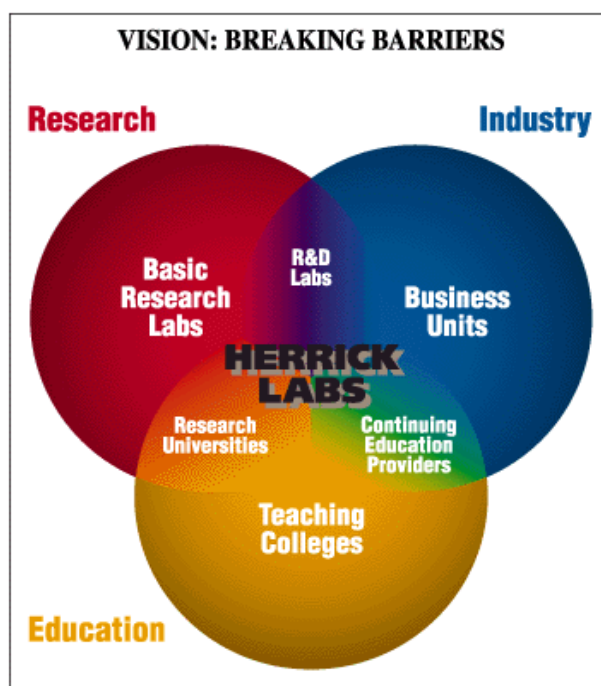 VISION: BREAKING BARRIERS
Research
Industry
R&D
Labs
Basic
Research
Labs
Business
Units
HERRICK
LABS
Research
Universities
Continuing
Education
Providers
Teaching
Colleges
Education